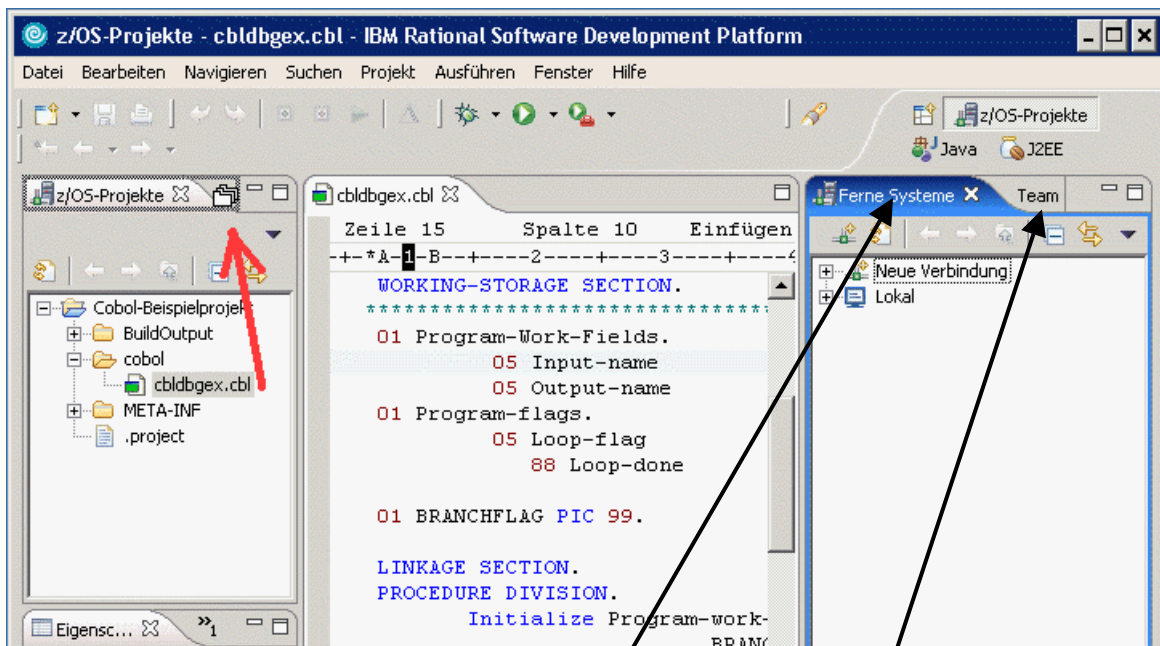 z/OS-Projekte - cbldbgex.cbl - IBM Rational Software Development Platform
Datei Bearbeiten Navigieren Suchen Projekt Ausführen Fenster Hilfe
z/OS-Projekte
Java J2EE
z/OS-Projekte
cbldbgex.cbl
Ferne Systeme Team
Zeile 15 Spalte 10 Einfügen
-+-*A-1-B--+----2----+----3----+----4
Cobol-Beispielprojekt
BuildOutput
cobol
cbldbgex.cbl
META-INF
.project
WORKING-STORAGE SECTION.
*******************************
01 Program-Work-Fields.
05 Input-name
05 Output-name
01 Program-flags.
05 Loop-flag
88 Loop-done
01 BRANCHFLAG PIC 99.
LINKAGE SECTION.
PROCEDURE DIVISION.
Initialize Program-work-
BRANC
Neue Verbindung
Lokal
Eigensc... »1